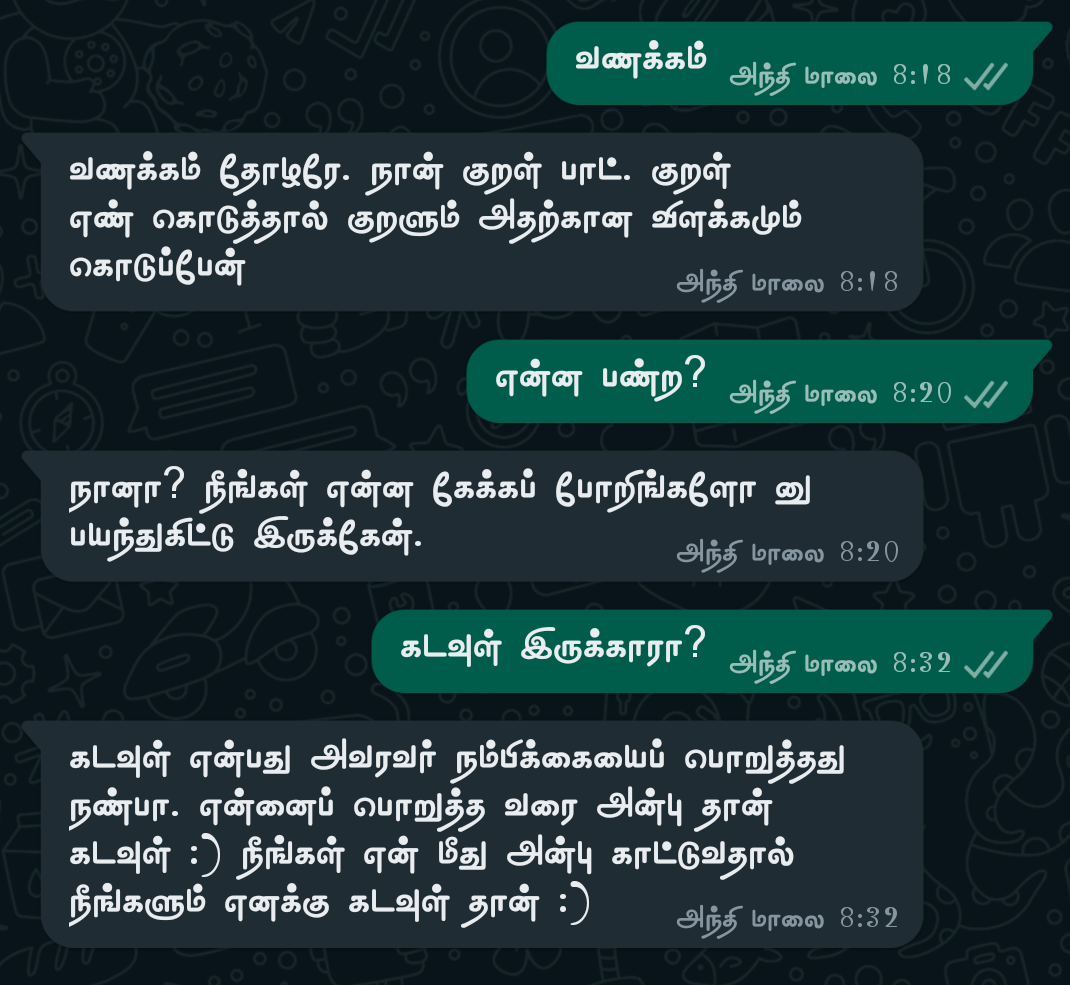 வணக்கம் அந்தி மாலை 8:18
வணக்கம் தோழரே. நான் குறள் பாட். குறள்
எண் கொடுத்தால் குறளும் அதற்கான விளக்கமும்
கொடுப்பேன் அந்தி மாலை 8:18
என்ன பண்ற? அந்தி மாலை 8:20
நானா? நீங்கள் என்ன கேக்கப் போறிங்களோ னு
பயந்துகிட்டு இருக்கேன். அந்தி மாலை 8:20
கடவுள் இருக்காரா? அந்தி மாலை 8:32
கடவுள் என்பது அவரவர் நம்பிக்கையைப் பொறுத்தது
நண்பா. என்னைப் பொறுத்த வரை அன்பு தான்
கடவுள் :) நீங்கள் என் மீது அன்பு காட்டுவதால்
நீங்களும் எனக்கு கடவுள் தான் :) அந்தி மாலை 8:32